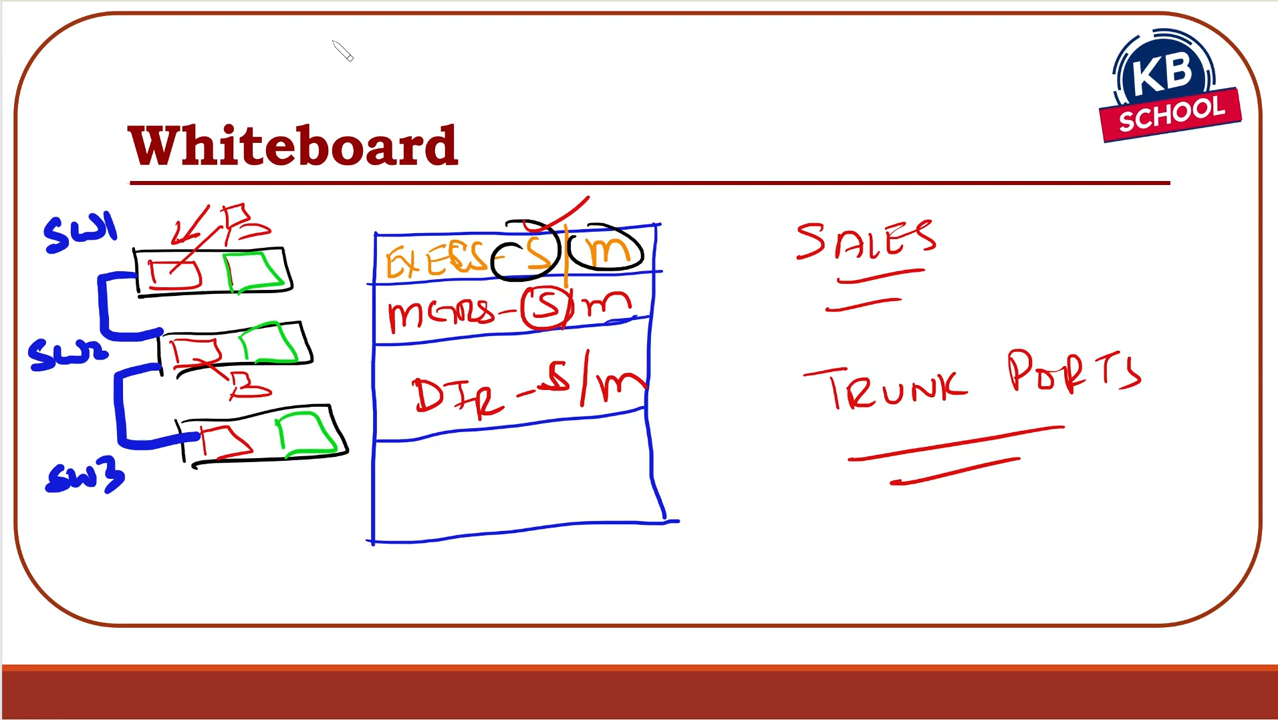 KB
SCHOOL
Whiteboard
SW1
SW2
SW3
B
EXECS - S | m
MGRS - S | m
DIR - S/m
SALES
TRUNK PORTS